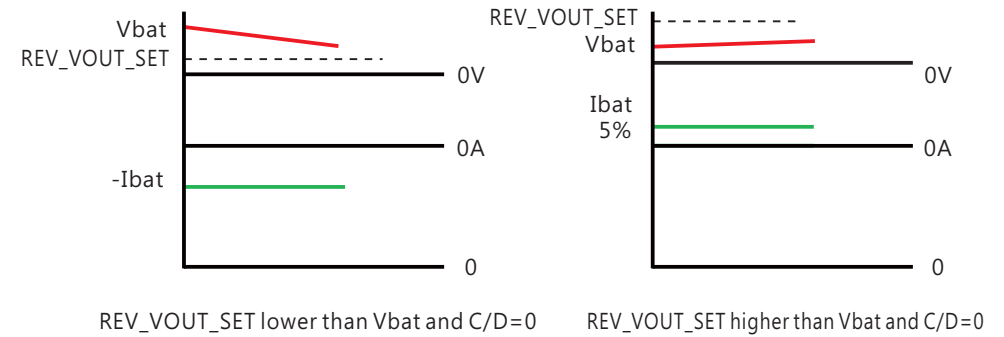 Vbat
REV_VOUT_SET
0V
0A
-Ibat
0
REV_VOUT_SET lower than Vbat and C/D=0
REV_VOUT_SET
Vbat
0V
Ibat
5%
0A
0
REV_VOUT_SET higher than Vbat and C/D=0